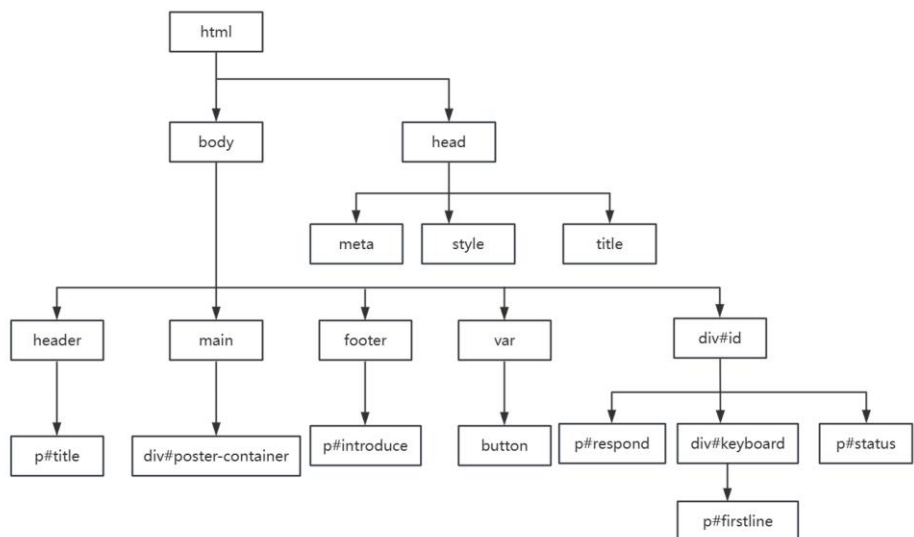 html
body
head
meta
style
title
header
main
footer
var
div#id
p#title
div#poster-container
p#introduce
button
p#respond
div#keyboard
p#status
p#firstline